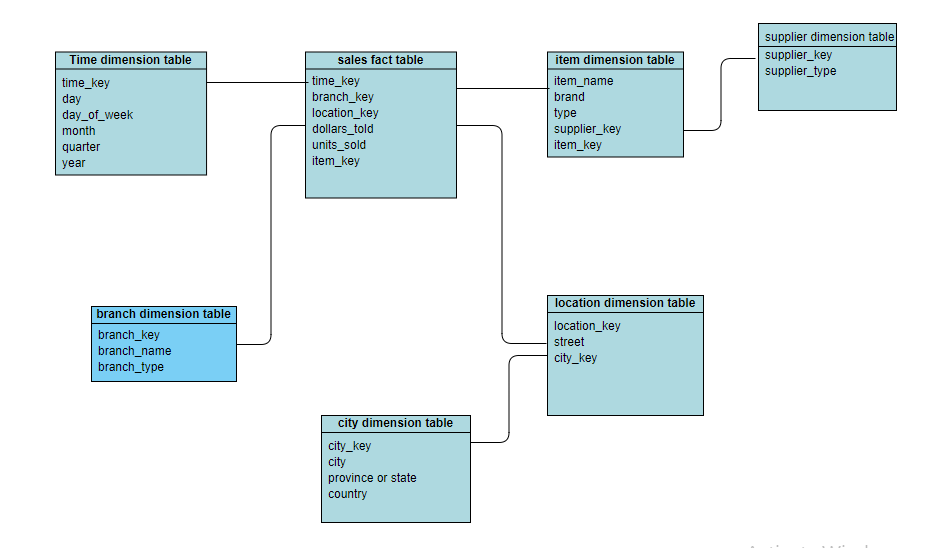 Time dimension table
time_key
day
day_of_week
month
quarter
year
sales fact table
time_key
branch_key
location_key
dollars_told
units_sold
item_key
item dimension table
item_name
brand
type
supplier_key
item_key
supplier dimension table
supplier_key
supplier_type
branch dimension table
branch_key
branch_name
branch_type
location dimension table
location_key
street
city_key
city dimension table
city_key
city
province or state
country